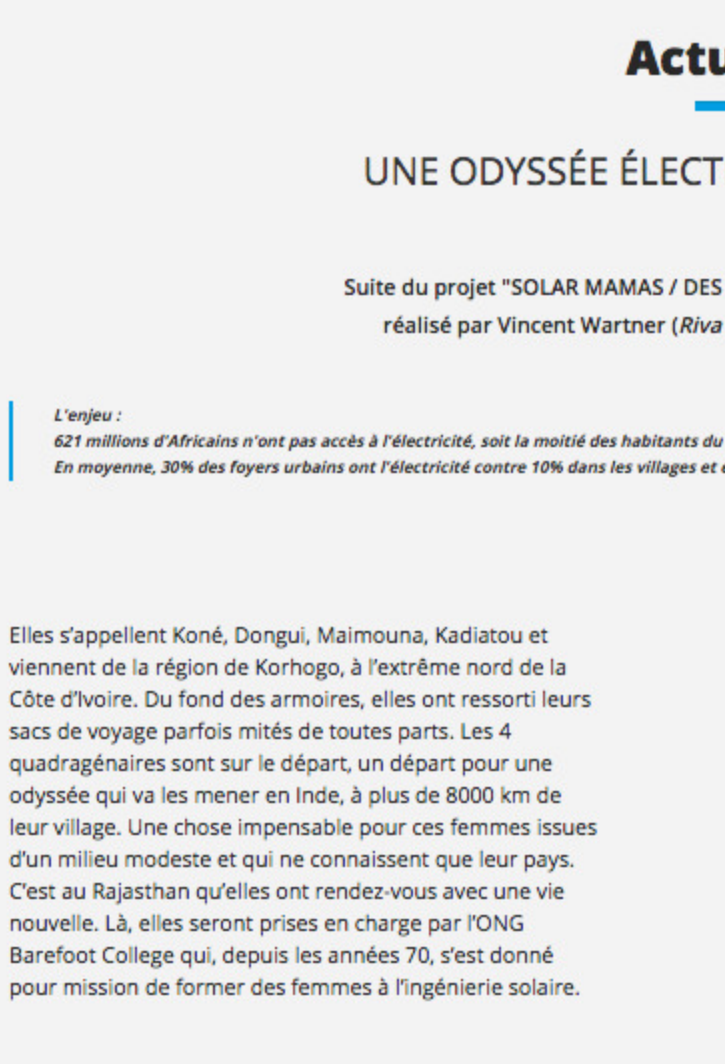 Actu
UNE ODYSSÉE ÉLECT
Suite du projet "SOLAR MAMAS / DES
réalisé par Vincent Wartner (Riva
L'enjeu :
621 millions d'Africains n'ont pas accès à l'électricité, soit la moitié des habitants du
En moyenne, 30% des foyers urbains ont l'électricité contre 10% dans les villages et
Elles s’appellent Koné, Dongui, Maimouna, Kadiatou et
viennent de la région de Korhogo, à l’extrême nord de la
Côte d’Ivoire. Du fond des armoires, elles ont ressorti leurs
sacs de voyage parfois mités de toutes parts. Les 4
quadragénaires sont sur le départ, un départ pour une
odyssée qui va les mener en Inde, à plus de 8000 km de
leur village. Une chose impensable pour ces femmes issues
d’un milieu modeste et qui ne connaissent que leur pays.
C’est au Rajasthan qu’elles ont rendez-vous avec une vie
nouvelle. Là, elles seront prises en charge par l’ONG
Barefoot College qui, depuis les années 70, s’est donné
pour mission de former des femmes à l’ingénierie solaire.